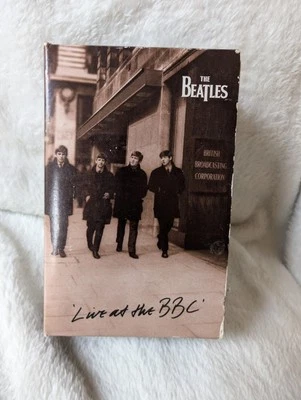 THE
BEATLES
BRITISH
BROADCASTING
CORPORATION
'Live at the BBC'